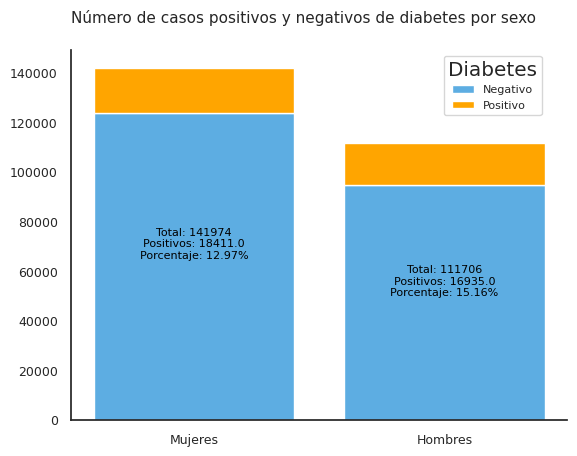 Número de casos positivos y negativos de diabetes por sexo
140000
120000
100000
80000
60000
40000
20000
0
Diabetes
Negativo
Positivo
Total: 141974
Positivos: 18411.0
Porcentaje: 12.97%
Total: 111706
Positivos: 16935.0
Porcentaje: 15.16%
Mujeres
Hombres